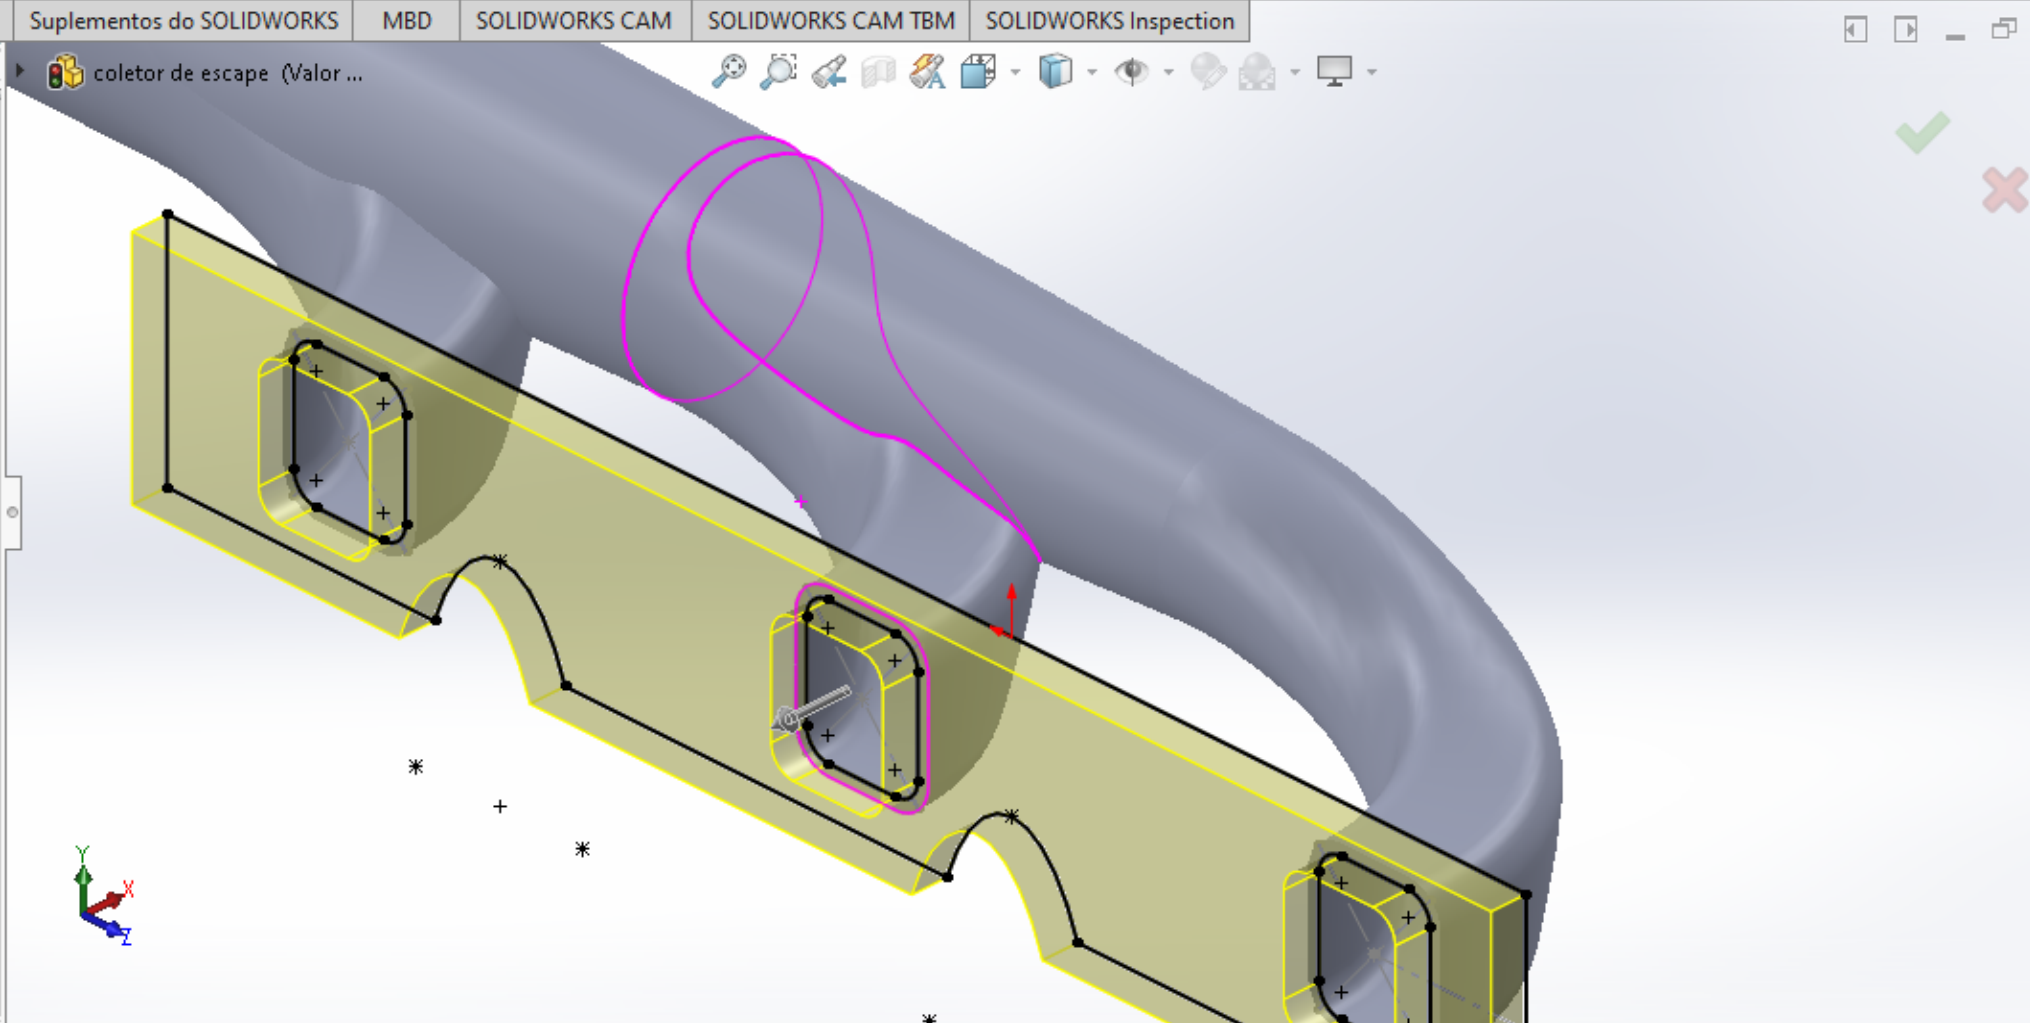 Suplementos do SOLIDWORKS
MBD
SOLIDWORKS CAM
SOLIDWORKS CAM TBM
SOLIDWORKS Inspection
coletor de escape (Valor ...
Y
X
Z